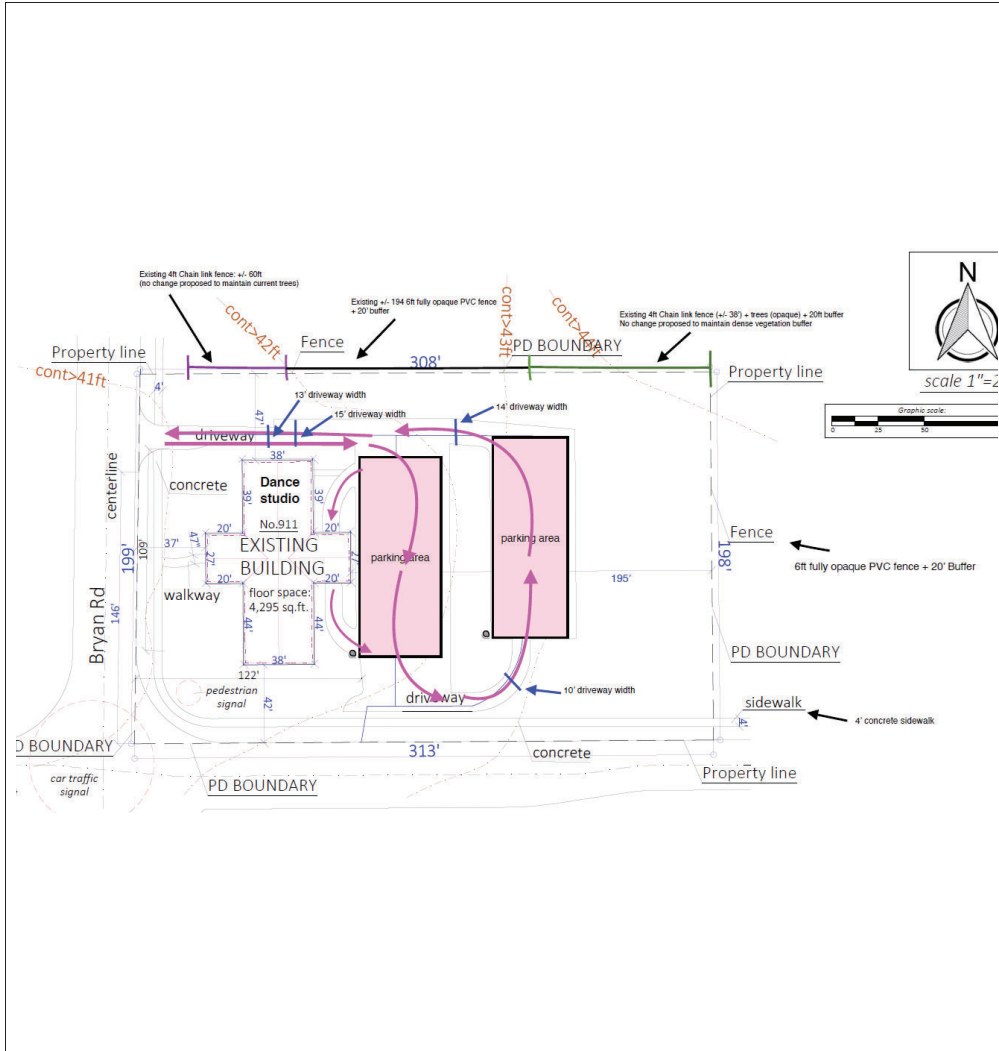 Existing 4ft Chain link fence: +/- 60ft
(no change proposed to maintain current trees)
Existing +/- 194 6ft fully opaque PVC fence
+ 20' buffer
Existing 4ft Chain link fence (+/- 38') + trees (opaque) + 20ft buffer
No change proposed to maintain dense vegetation buffer
N
scale 1"=2
Graphic scale:
0
25
50
cont>42ft
cont>43ft
Property line
cont>41ft
Fence
308'
PD BOUNDARY
Property line
4'
13' driveway width
15' driveway width
14' driveway width
47'
driveway
38'
concrete
centerline
39'
39'
Dance
studio
No.911
20'
20'
EXISTING
BUILDING
47"
37'
27'
27'
20'
20'
floor space:
4,295 sq.ft.
parking area
parking area
195'
Fence
6ft fully opaque PVC fence + 20' Buffer
199'
109'
198'
walkway
Bryan Rd
146'
44'
44'
38'
122'
pedestrian
signal
42'
driveway
10' driveway width
PD BOUNDARY
sidewalk
4' concrete sidewalk
4'
D BOUNDARY
313'
concrete
Property line
car traffic
signal
PD BOUNDARY